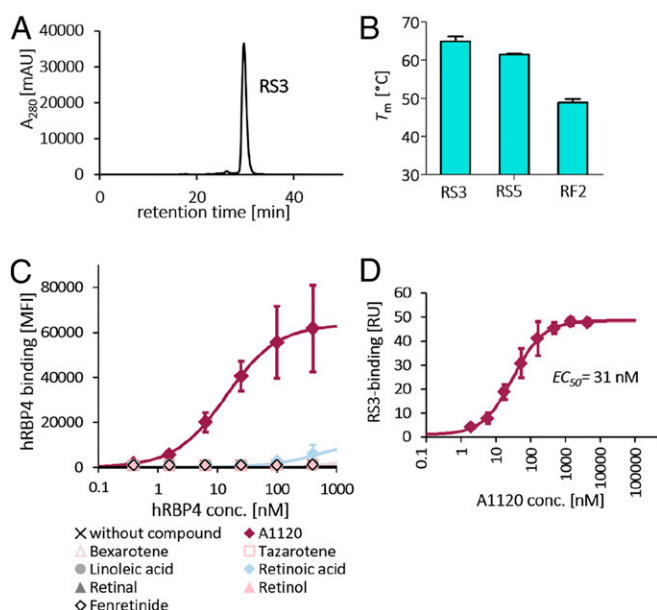 A
A280 [mAU]
40000
30000
20000
10000
0
RS3
0 20 40
retention time [min]
B
Tm [°C]
70
60
50
40
30
RS3 RS5 RF2
C
hRBP4 binding [MFI]
80000
60000
40000
20000
0
0.1 1 10 100 1000
hRBP4 conc. [nM]
without compound
A1120
Bexarotene
Tazarotene
Linoleic acid
Retinoic acid
Retinal
Retinol
Fenretinide
D
RS3-binding [RU]
60
50
40
30
20
10
0
EC50= 31 nM
0.1
1
10
100
1000
10000
100000
A1120 conc. [nM]